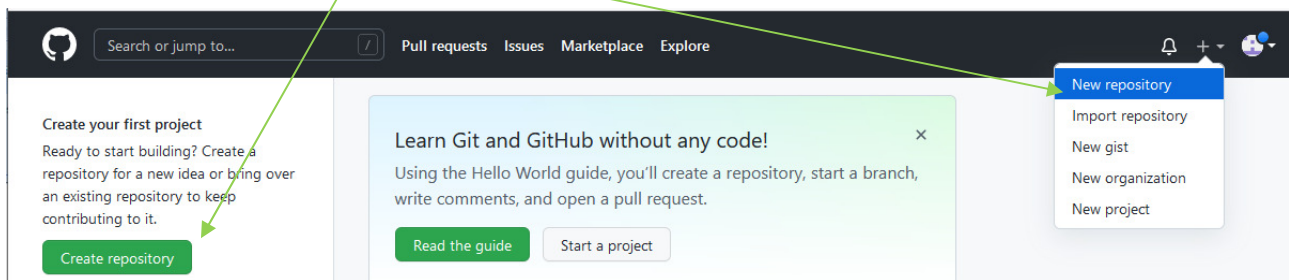 Search or jump to... /
Pull requests Issues Marketplace Explore
New repository
Import repository
New gist
New organization
New project
Create your first project
Ready to start building? Create a
repository for a new idea or bring over
an existing repository to keep
contributing to it.
Create repository
Learn Git and GitHub without any code!
Using the Hello World guide, you’ll create a repository, start a branch,
write comments, and open a pull request.
Read the guide Start a project